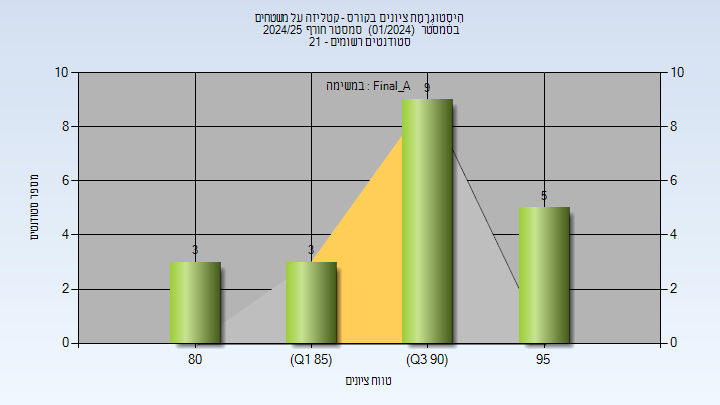 היסטוגרמת ציונים בקורס - קטליזה על משטחים
בסמסטר (01/2024) סמסטר חורף 2024/25
סטודנטים רשומים - 21
במשימה : Final_A
10
8
6
4
2
0
10
8
6
4
2
0
מספר סטודנטים
3
3
9
5
80
(Q1 85)
(Q3 90)
95
טווח ציונים